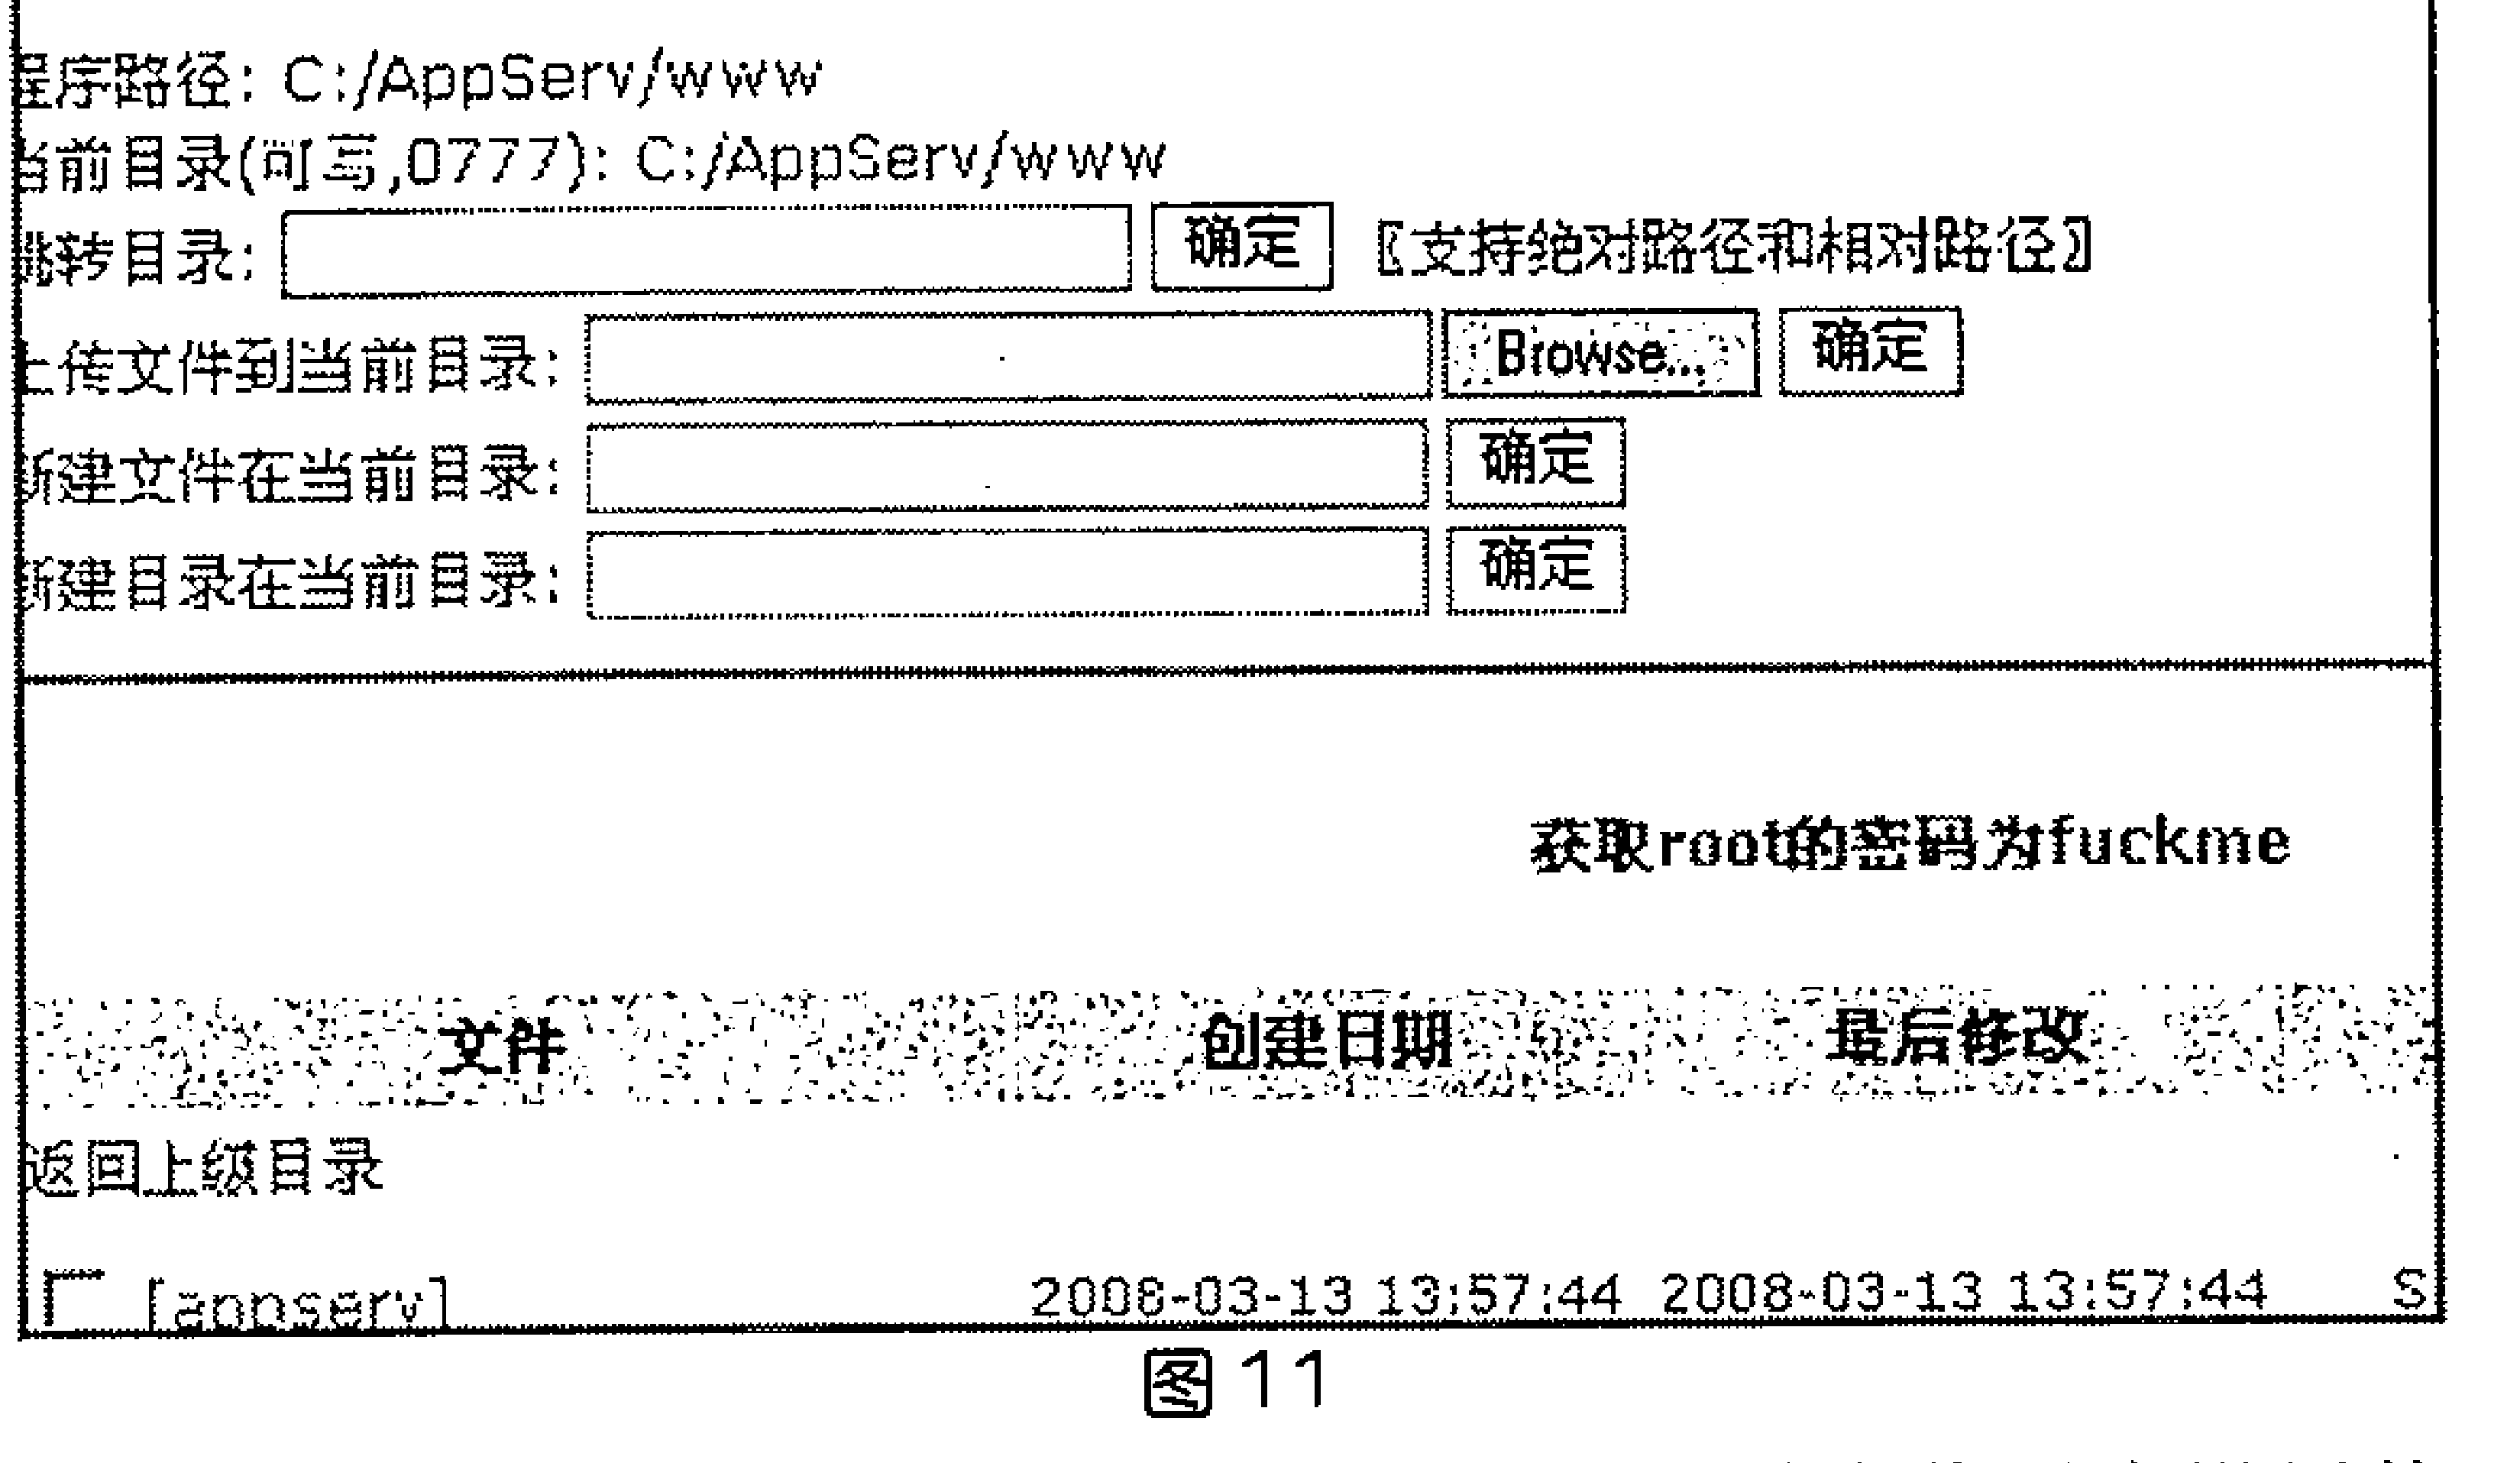 程序路径: C:/AppServ/www
当前目录(可写,0777): C:/AppServ/www
跳转目录: 确定 〖支持绝对路径和相对路径〗
上传文件到当前目录: Browse... 确定
新建文件在当前目录: 确定
新建目录在当前目录: 确定
获取root的密码为fuckme
文件 创建日期 最后修改
返回上级目录
[appserv] 2008-03-13 13:57:44 2008-03-13 13:57:44 S
图11